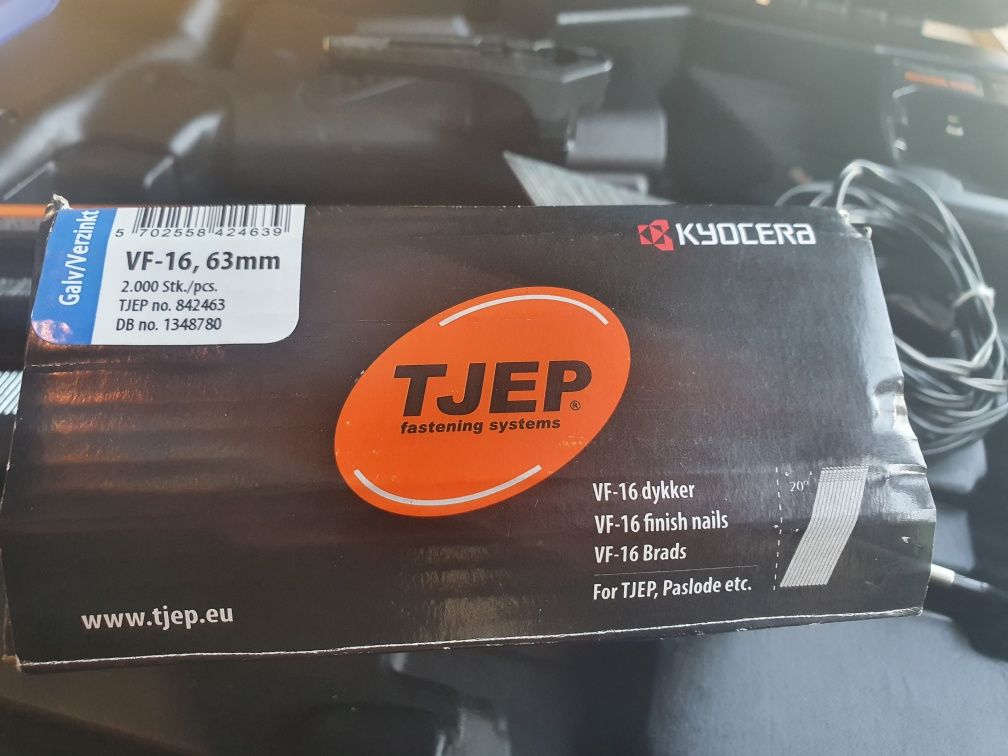 Galv/Verzinkt
5 702558 424639
VF-16, 63mm
2.000 Stk./pcs.
TJEP no. 842463
DB no. 1348780
KYOCERA
TJEP®
fastening systems
VF-16 dykker
VF-16 finish nails
VF-16 Brads
For TJEP, Paslode etc.
20°
www.tjep.eu